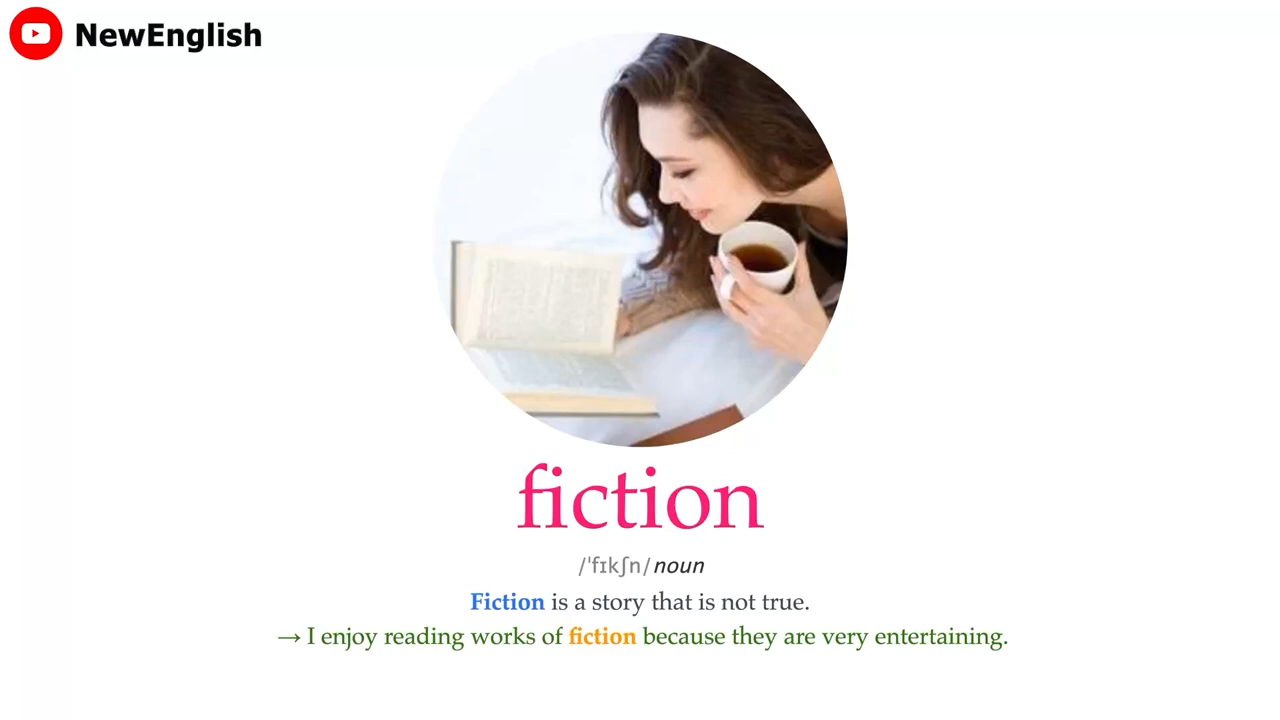 NewEnglish
fiction
/ˈfɪkʃn/ noun
Fiction is a story that is not true.
→ I enjoy reading works of fiction because they are very entertaining.